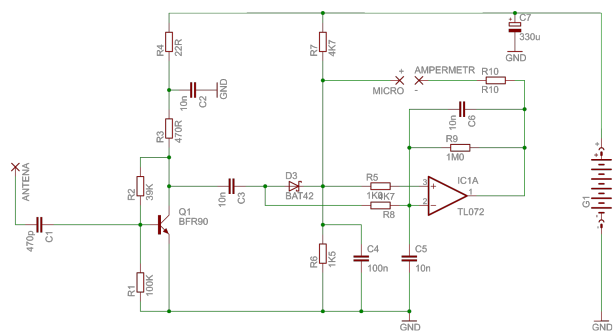 C7
330u
GND
R4
22R
R7
4K7
+
AMPERMETR
MICRO
-
R10
R10
10n
C2
GND
R3
470R
10n
C6
R9
1M0
ANTENA
R2
39K
D3
BAT42
10n
C3
R5
1K0
4K7
R8
3
2
+
-
1
IC1A
TL072
G1
+
+
-
-
Q1
BFR90
470p
C1
R1
100K
R6
1K5
C4
100n
C5
10n
GND
GND